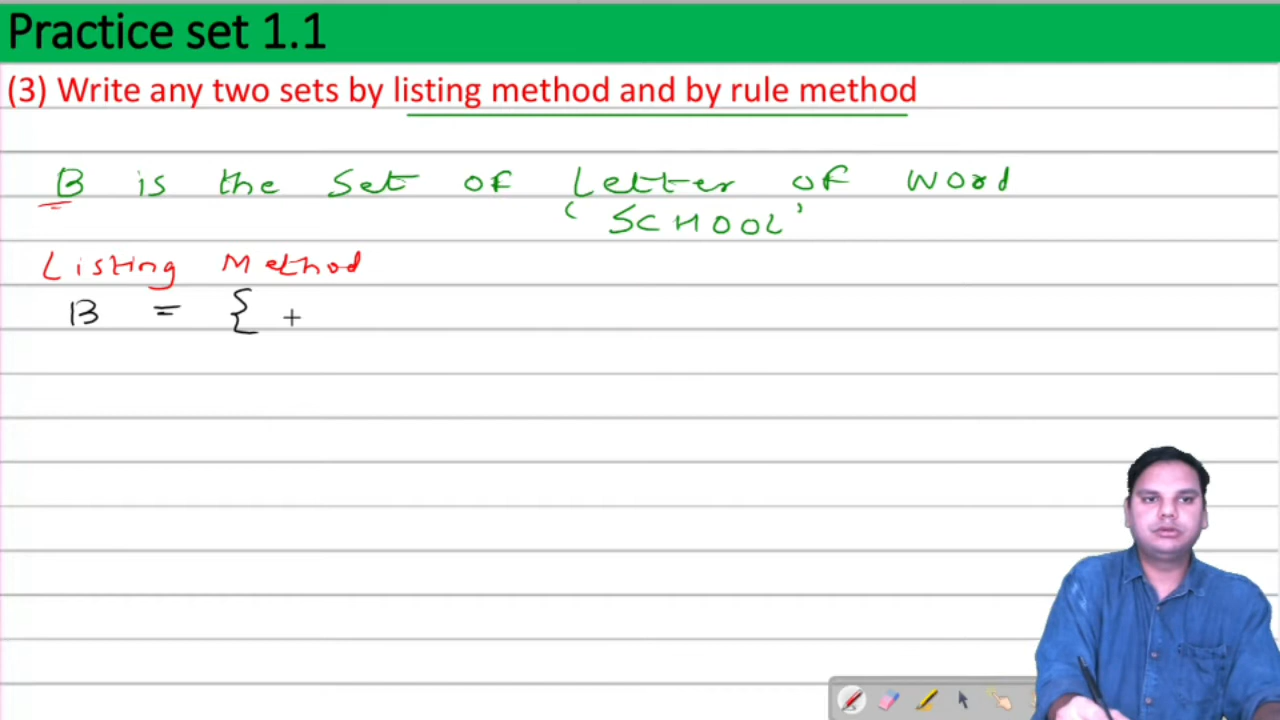 Practice set 1.1
(3) Write any two sets by listing method and by rule method
B is the Set of Letter of word
'SCHOOL'
Listing Method
B = { +